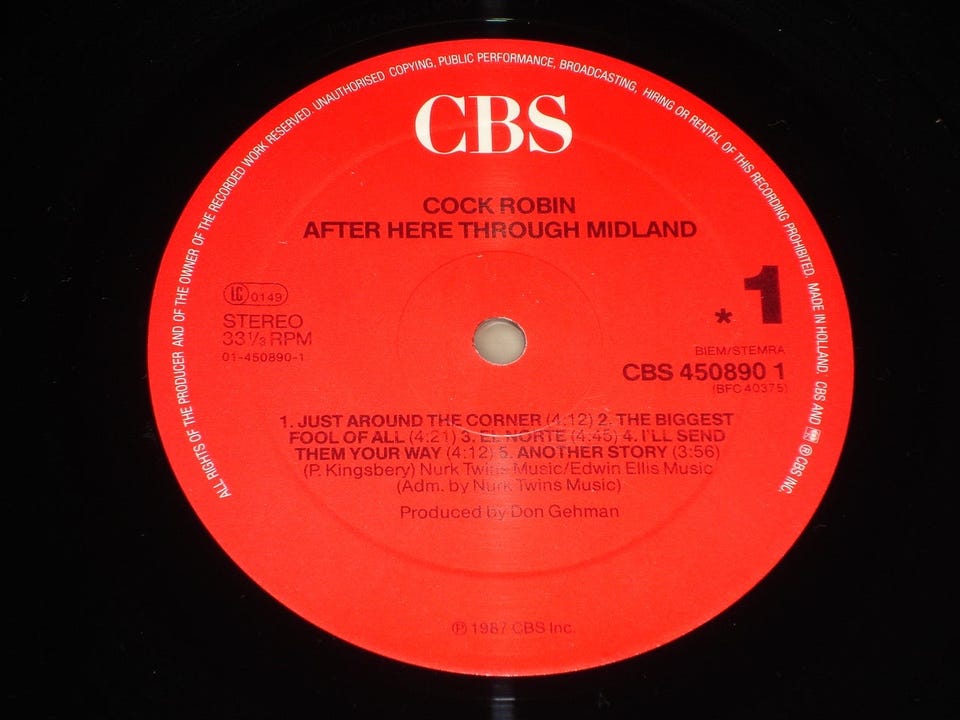 ALL RIGHTS OF THE PRODUCER AND OF THE OWNER OF THE RECORDED WORK RESERVED. UNAUTHORISED COPYING, PUBLIC PERFORMANCE, BROADCASTING, HIRING OR RENTAL OF THIS RECORDING PROHIBITED. MADE IN HOLLAND. CBS AND ℗ CBS INC.
CBS
COCK ROBIN
AFTER HERE THROUGH MIDLAND
LC 0149
STEREO
33 1/3 RPM
01-450890-1
* 1
BIEM/STEMRA
CBS 450890 1
(BFC 40375)
1. JUST AROUND THE CORNER (4:12) 2. THE BIGGEST
FOOL OF ALL (4:21) 3. EL NORTE (4:45) 4. I'LL SEND
THEM YOUR WAY (4:12) 5. ANOTHER STORY (3:56)
(P. Kingsbery) Nurk Twins Music/Edwin Ellis Music
(Adm. by Nurk Twins Music)
Produced by Don Gehman
℗ 1987 CBS Inc.